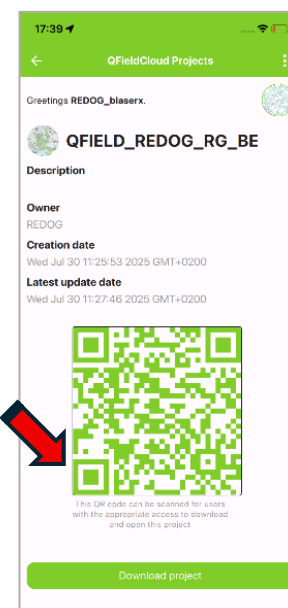 17:39
QFieldCloud Projects
Greetings REDOG_blaserx.
QFIELD_REDOG_RG_BE
Description
Owner
REDOG
Creation date
Wed Jul 30 11:25:53 2025 GMT+0200
Latest update date
Wed Jul 30 11:27:46 2025 GMT+0200
This QR code can be scanned for users
with the appropriate access to download
and open this project
Download project